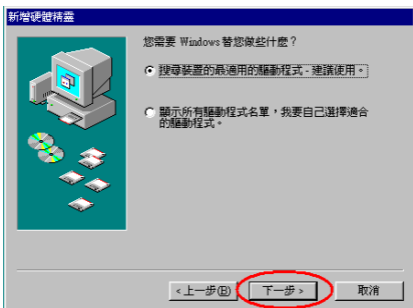 新增硬體精靈
您需要 Windows 替您做些什麼？
搜尋裝置的最適用的驅動程式 - 建議使用。
顯示所有驅動程式名單，我要自己選擇適合
的驅動程式。
<上一步(B) 下一步> 取消